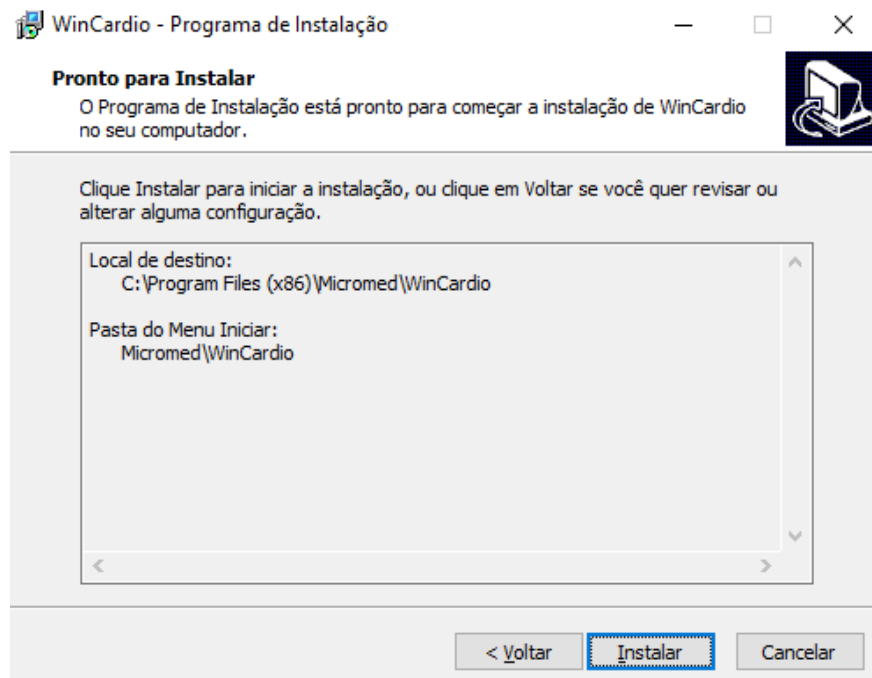 WinCardio - Programa de Instalação
Pronto para Instalar
O Programa de Instalação está pronto para começar a instalação de WinCardio
no seu computador.
Clique Instalar para iniciar a instalação, ou clique em Voltar se você quer revisar ou
alterar alguma configuração.
Local de destino:
C:\Program Files (x86)\Micromed\WinCardio
Pasta do Menu Iniciar:
Micromed\WinCardio
< Voltar
Instalar
Cancelar